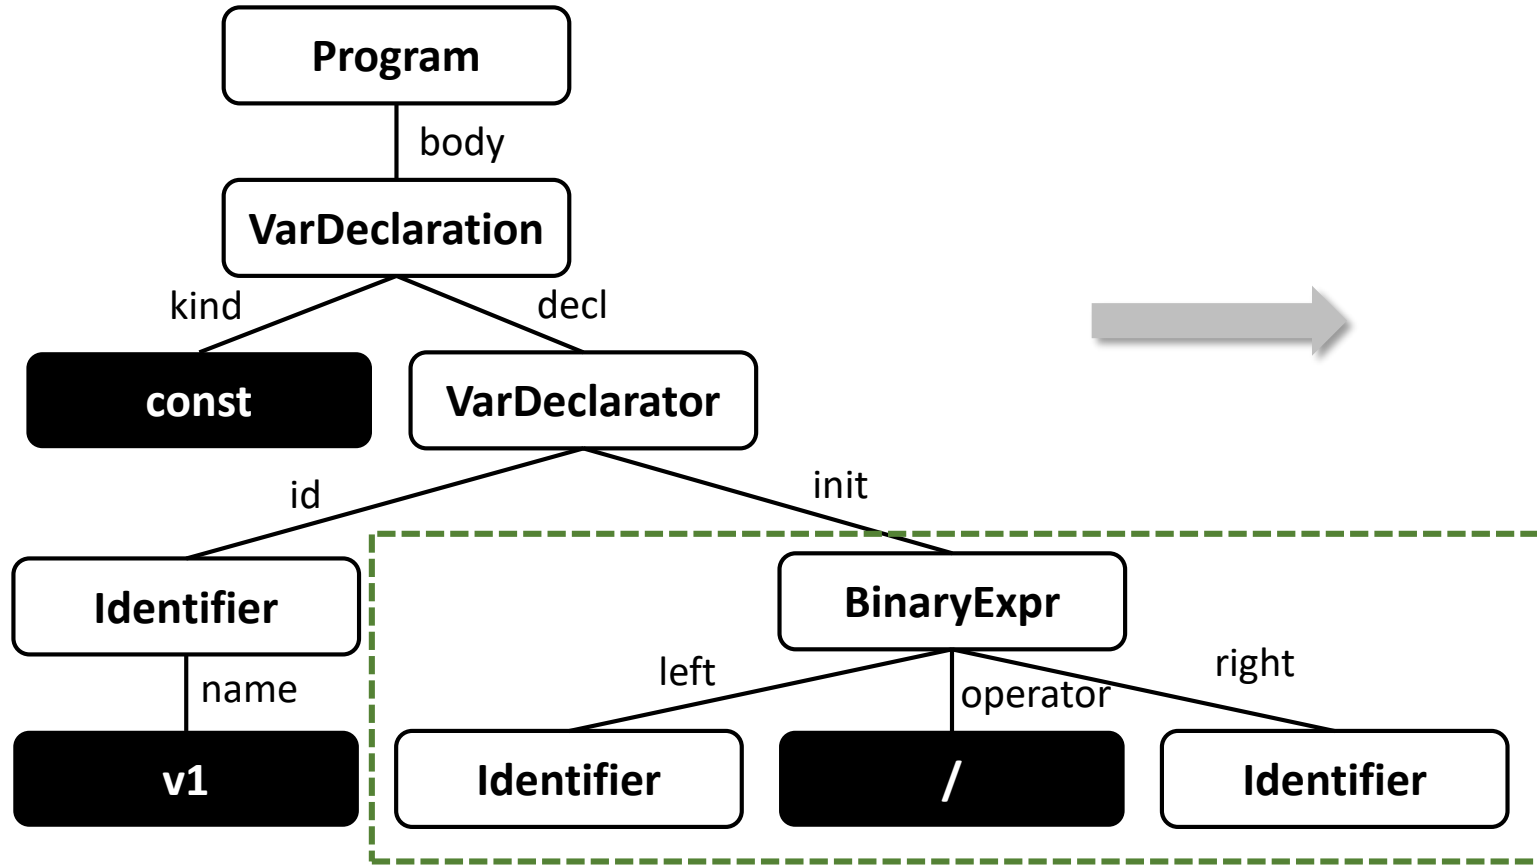 Program
body
VarDeclaration
kind
decl
const
VarDeclarator
id
init
Identifier
BinaryExpr
name
left
operator
right
v1
Identifier
/
Identifier